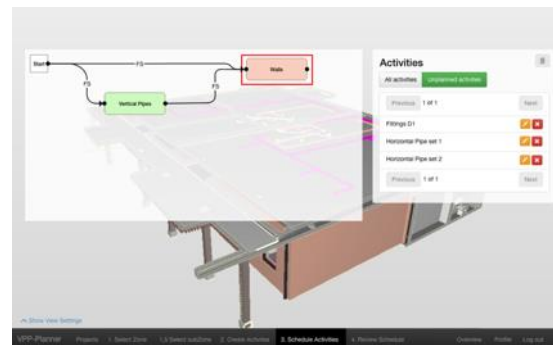 Start
FS
Walls
FS
FS
Vertical Pipes
Activities
All activities
Unplanned activities
Previous
1 of 1
Next
Fittings D1
Horizontal Pipe set 1
Horizontal Pipe set 2
Previous
1 of 1
Next
Show View Settings
VPP-Planner
Projects
1. Select Zone
1,5 Select subZone
2. Create Activities
3. Schedule Activities
4. Review Schedule
Overview
Profile
Log out